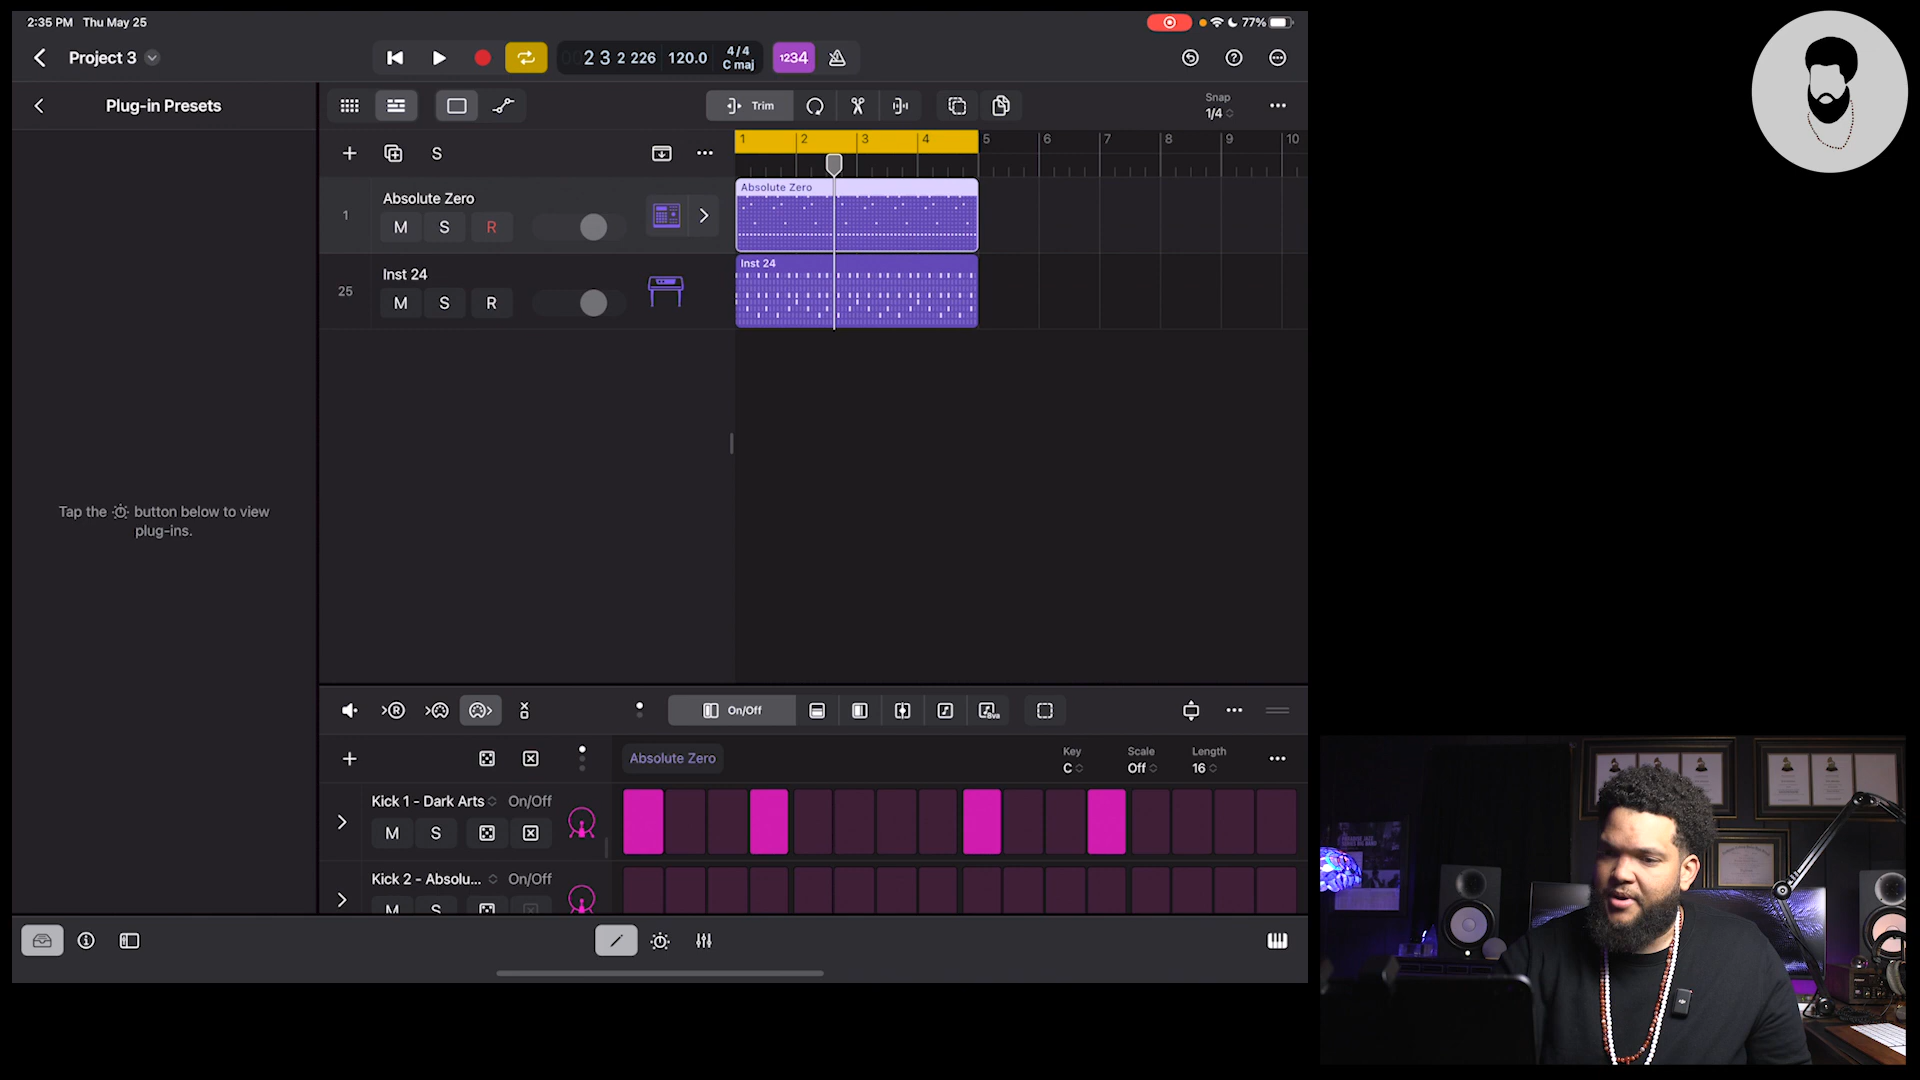 2:35 PM Thu May 25
77%
Project 3
2 3 2 226
120.0
4/4
C maj
1234
Plug-in Presets
Trim
Snap
1/4
S
1 2 3 4 5 6 7 8 9 10
1
Absolute Zero
M S R
Absolute Zero
25
Inst 24
M S R
Inst 24
Tap the button below to view
plug-ins.
R
On/Off
8va
Absolute Zero
Key
C
Scale
Off
Length
16
Kick 1 - Dark Arts
On/Off
M S
Kick 2 - Absolu...
On/Off
M S